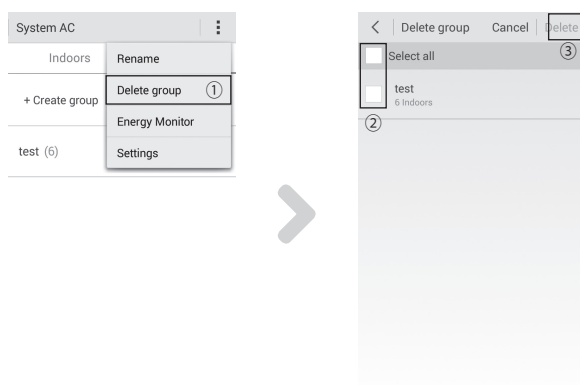 System AC
Indoors
Rename
+ Create group
Delete group ①
Energy Monitor
test (6)
Settings
Delete group Cancel Delete
③
Select all
test
6 Indoors
②